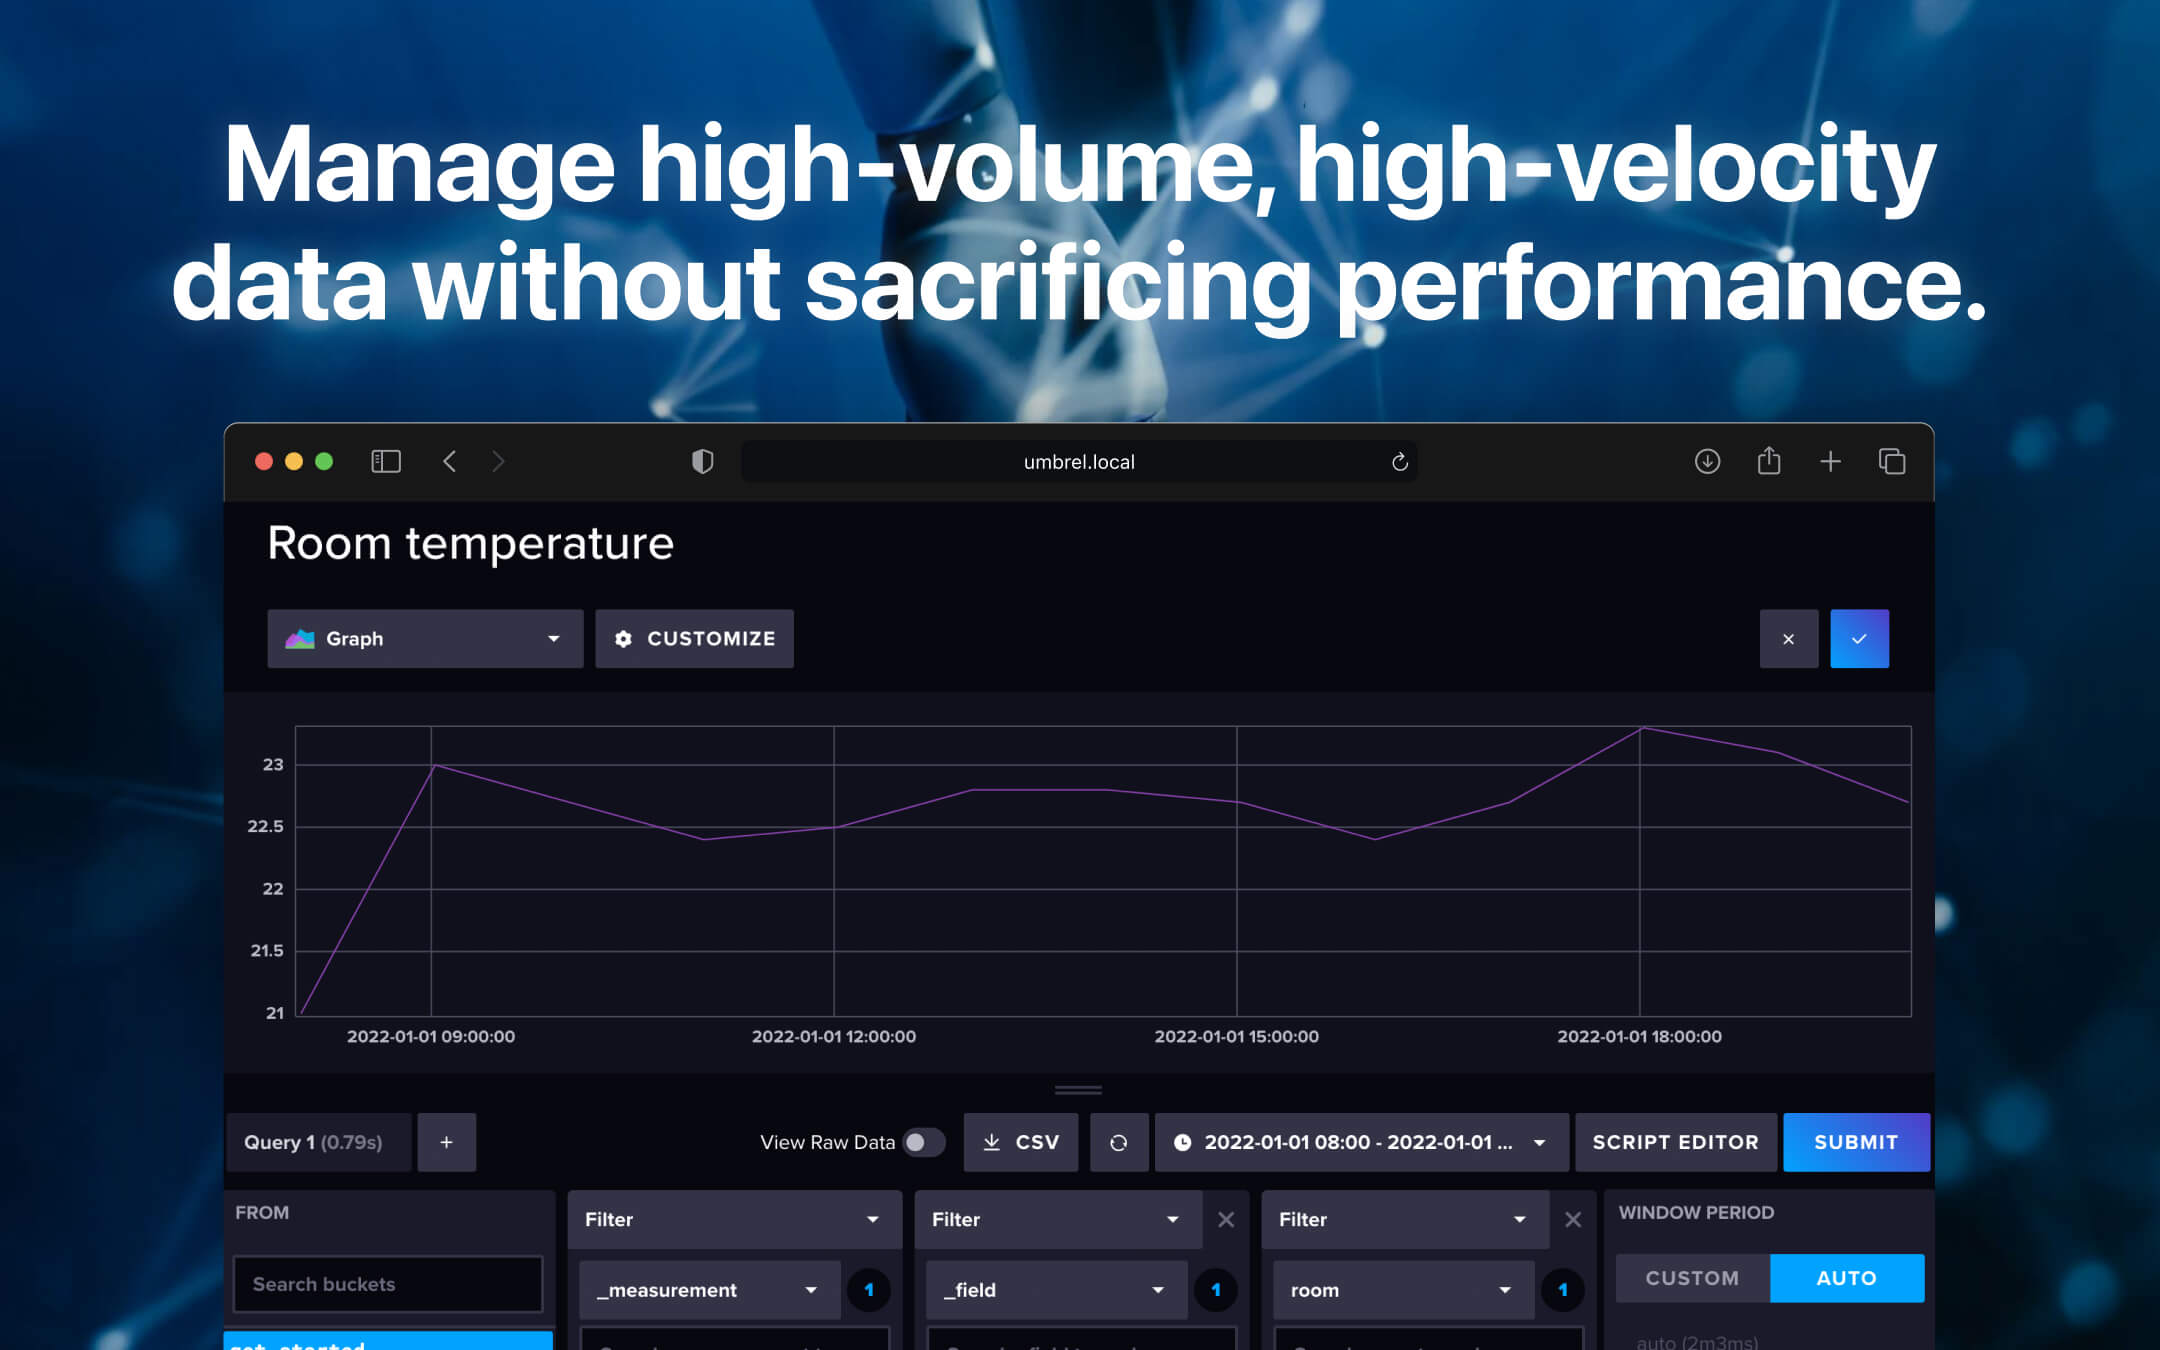 Manage high-volume, high-velocity
data without sacrificing performance.
umbrel.local
Room temperature
Graph
CUSTOMIZE
23
22.5
22
21.5
21
2022-01-01 09:00:00
2022-01-01 12:00:00
2022-01-01 15:00:00
2022-01-01 18:00:00
Query 1 (0.79s)
+
View Raw Data
CSV
2022-01-01 08:00 - 2022-01-01 ...
SCRIPT EDITOR
SUBMIT
FROM
Filter
Filter
Filter
WINDOW PERIOD
Search buckets
_measurement
1
_field
1
room
1
CUSTOM
AUTO
get-started
auto (2m3ms)